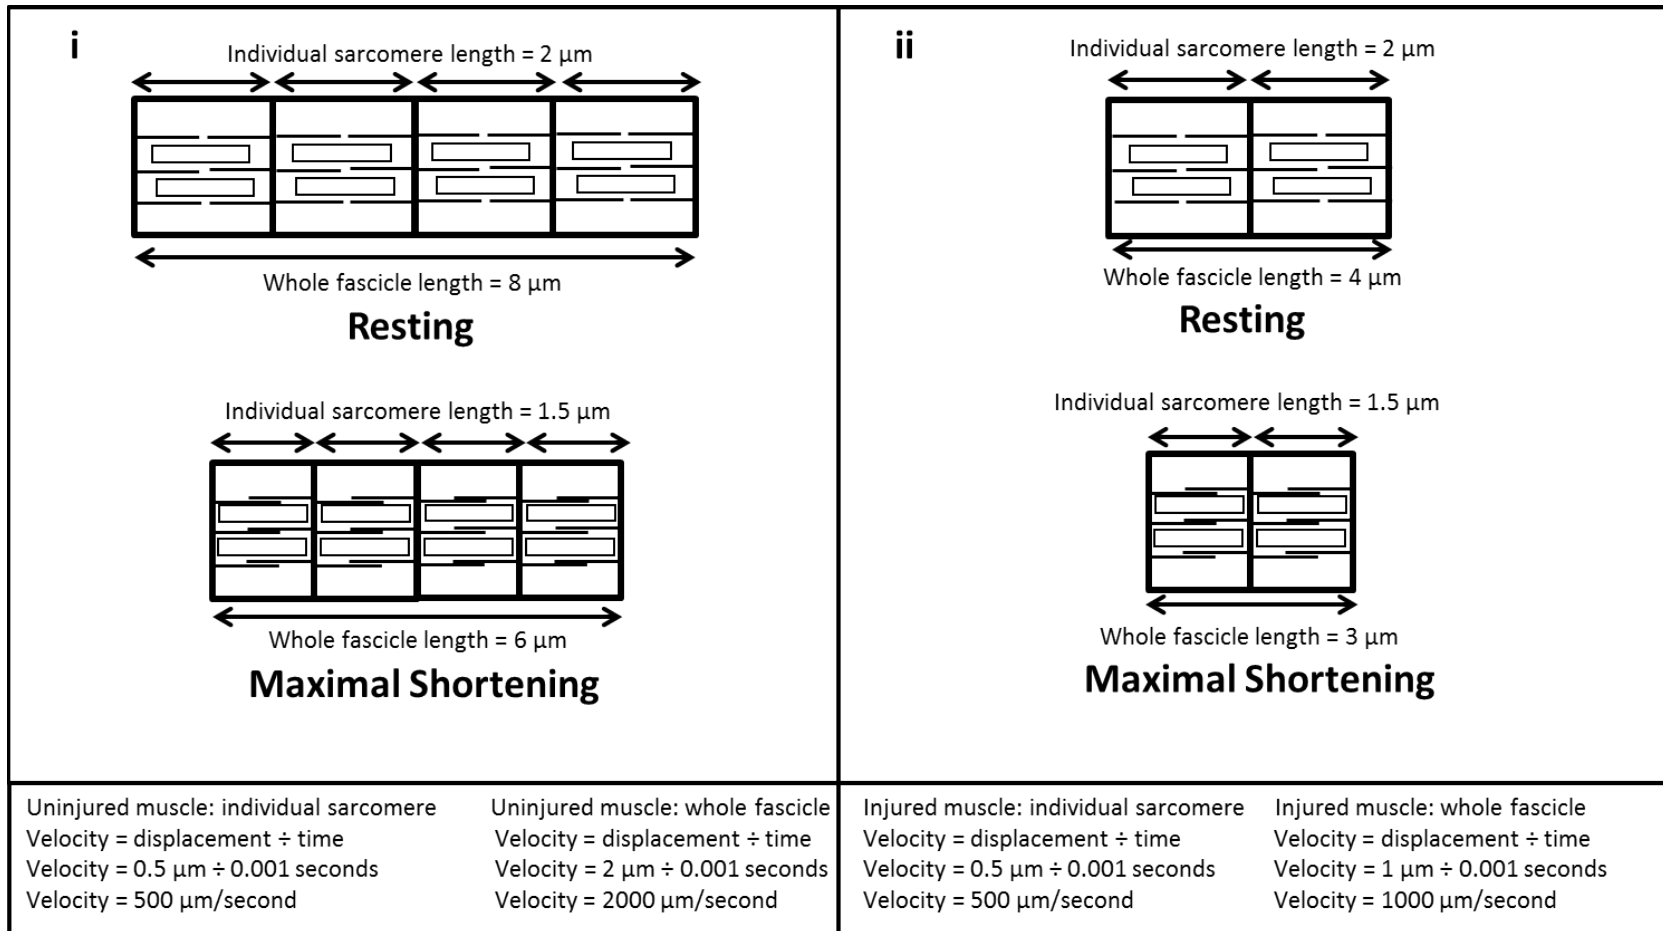 i
Individual sarcomere length = 2 µm
Whole fascicle length = 8 µm
Resting
Individual sarcomere length = 1.5 µm
Whole fascicle length = 6 µm
Maximal Shortening
ii
Individual sarcomere length = 2 µm
Whole fascicle length = 4 µm
Resting
Individual sarcomere length = 1.5 µm
Whole fascicle length = 3 µm
Maximal Shortening
Uninjured muscle: individual sarcomere
Velocity = displacement ÷ time
Velocity = 0.5 µm ÷ 0.001 seconds
Velocity = 500 µm/second
Uninjured muscle: whole fascicle
Velocity = displacement ÷ time
Velocity = 2 µm ÷ 0.001 seconds
Velocity = 2000 µm/second
Injured muscle: individual sarcomere
Velocity = displacement ÷ time
Velocity = 0.5 µm ÷ 0.001 seconds
Velocity = 500 µm/second
Injured muscle: whole fascicle
Velocity = displacement ÷ time
Velocity = 1 µm ÷ 0.001 seconds
Velocity = 1000 µm/second